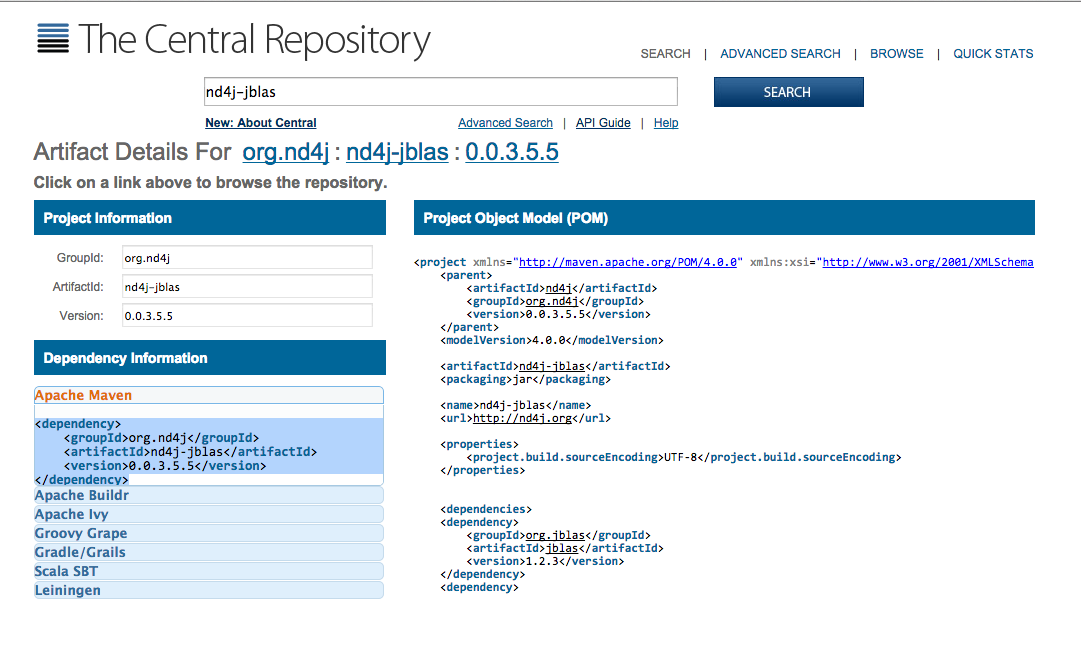 The Central Repository
SEARCH | ADVANCED SEARCH | BROWSE | QUICK STATS
nd4j-jblas
SEARCH
New: About Central
Advanced Search | API Guide | Help
Artifact Details For org.nd4j : nd4j-jblas : 0.0.3.5.5
Click on a link above to browse the repository.
Project Information
GroupId: org.nd4j
ArtifactId: nd4j-jblas
Version: 0.0.3.5.5
Dependency Information
Apache Maven
<dependency>
<groupId>org.nd4j</groupId>
<artifactId>nd4j-jblas</artifactId>
<version>0.0.3.5.5</version>
</dependency>
Apache Buildr
Apache Ivy
Groovy Grape
Gradle/Grails
Scala SBT
Leiningen
Project Object Model (POM)
<project xmlns="http://maven.apache.org/POM/4.0.0" xmlns:xsi="http://www.w3.org/2001/XMLSchema
<parent>
<artifactId>nd4j</artifactId>
<groupId>org.nd4j</groupId>
<version>0.0.3.5.5</version>
</parent>
<modelVersion>4.0.0</modelVersion>
<artifactId>nd4j-jblas</artifactId>
<packaging>jar</packaging>
<name>nd4j-jblas</name>
<url>http://nd4j.org</url>
<properties>
<project.build.sourceEncoding>UTF-8</project.build.sourceEncoding>
</properties>
<dependencies>
<dependency>
<groupId>org.jblas</groupId>
<artifactId>jblas</artifactId>
<version>1.2.3</version>
</dependency>
<dependency>